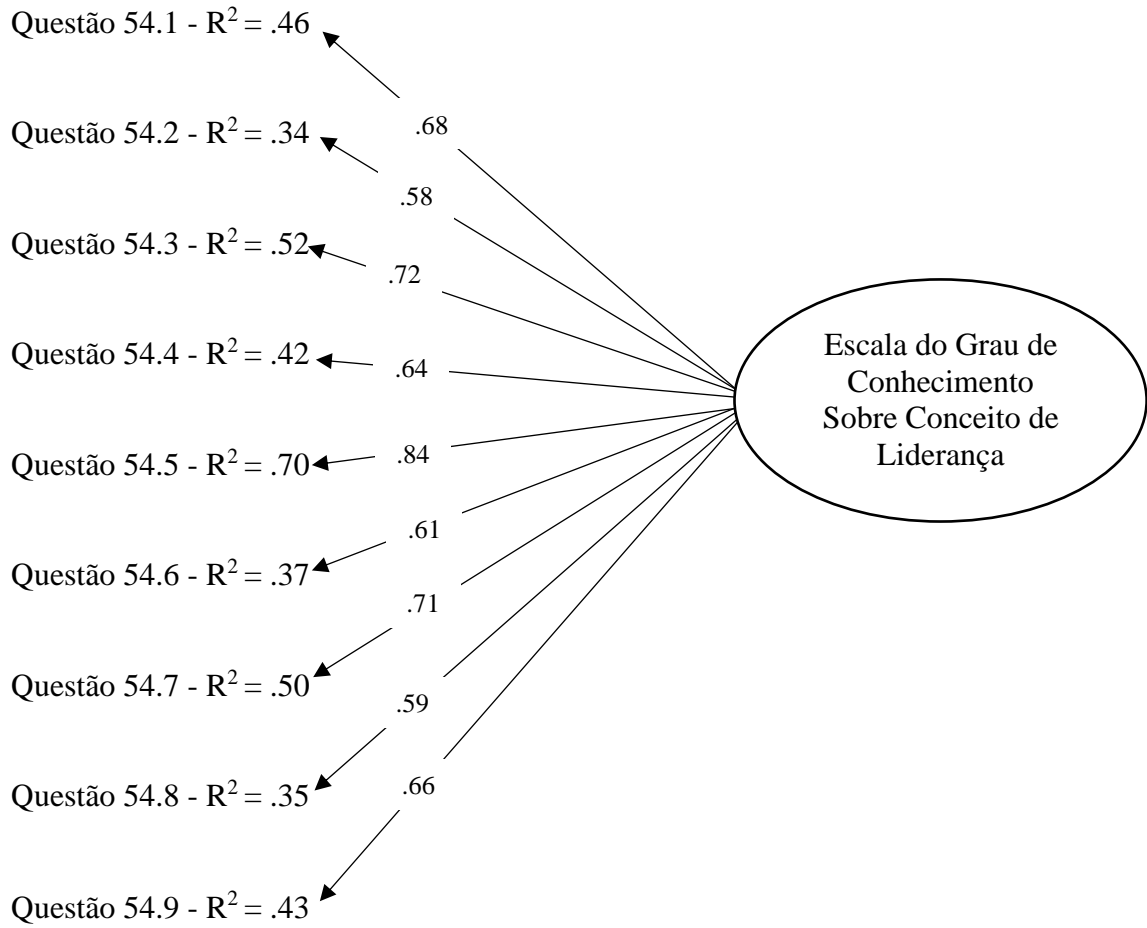 Questão 54.1 - R² = .46
.68
Questão 54.2 - R² = .34
.58
Questão 54.3 - R² = .52
.72
Questão 54.4 - R² = .42
.64
Questão 54.5 - R² = .70
.84
Questão 54.6 - R² = .37
.61
Questão 54.7 - R² = .50
.71
Questão 54.8 - R² = .35
.59
Questão 54.9 - R² = .43
.66
Escala do Grau de
Conhecimento
Sobre Conceito de
Liderança